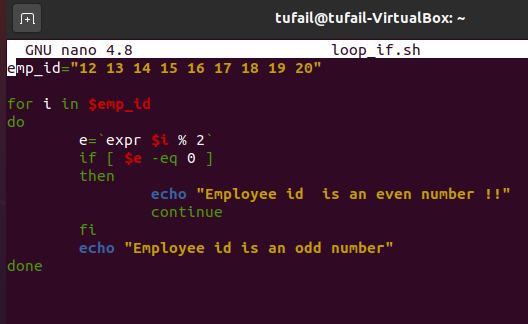 tufail@tufail-VirtualBox: ~
GNU nano 4.8 loop_if.sh
emp_id="12 13 14 15 16 17 18 19 20"
for i in $emp_id
do
e=`expr $i % 2`
if [ $e -eq 0 ]
then
echo "Employee id  is an even number !!"
continue
fi
echo "Employee id is an odd number"
done